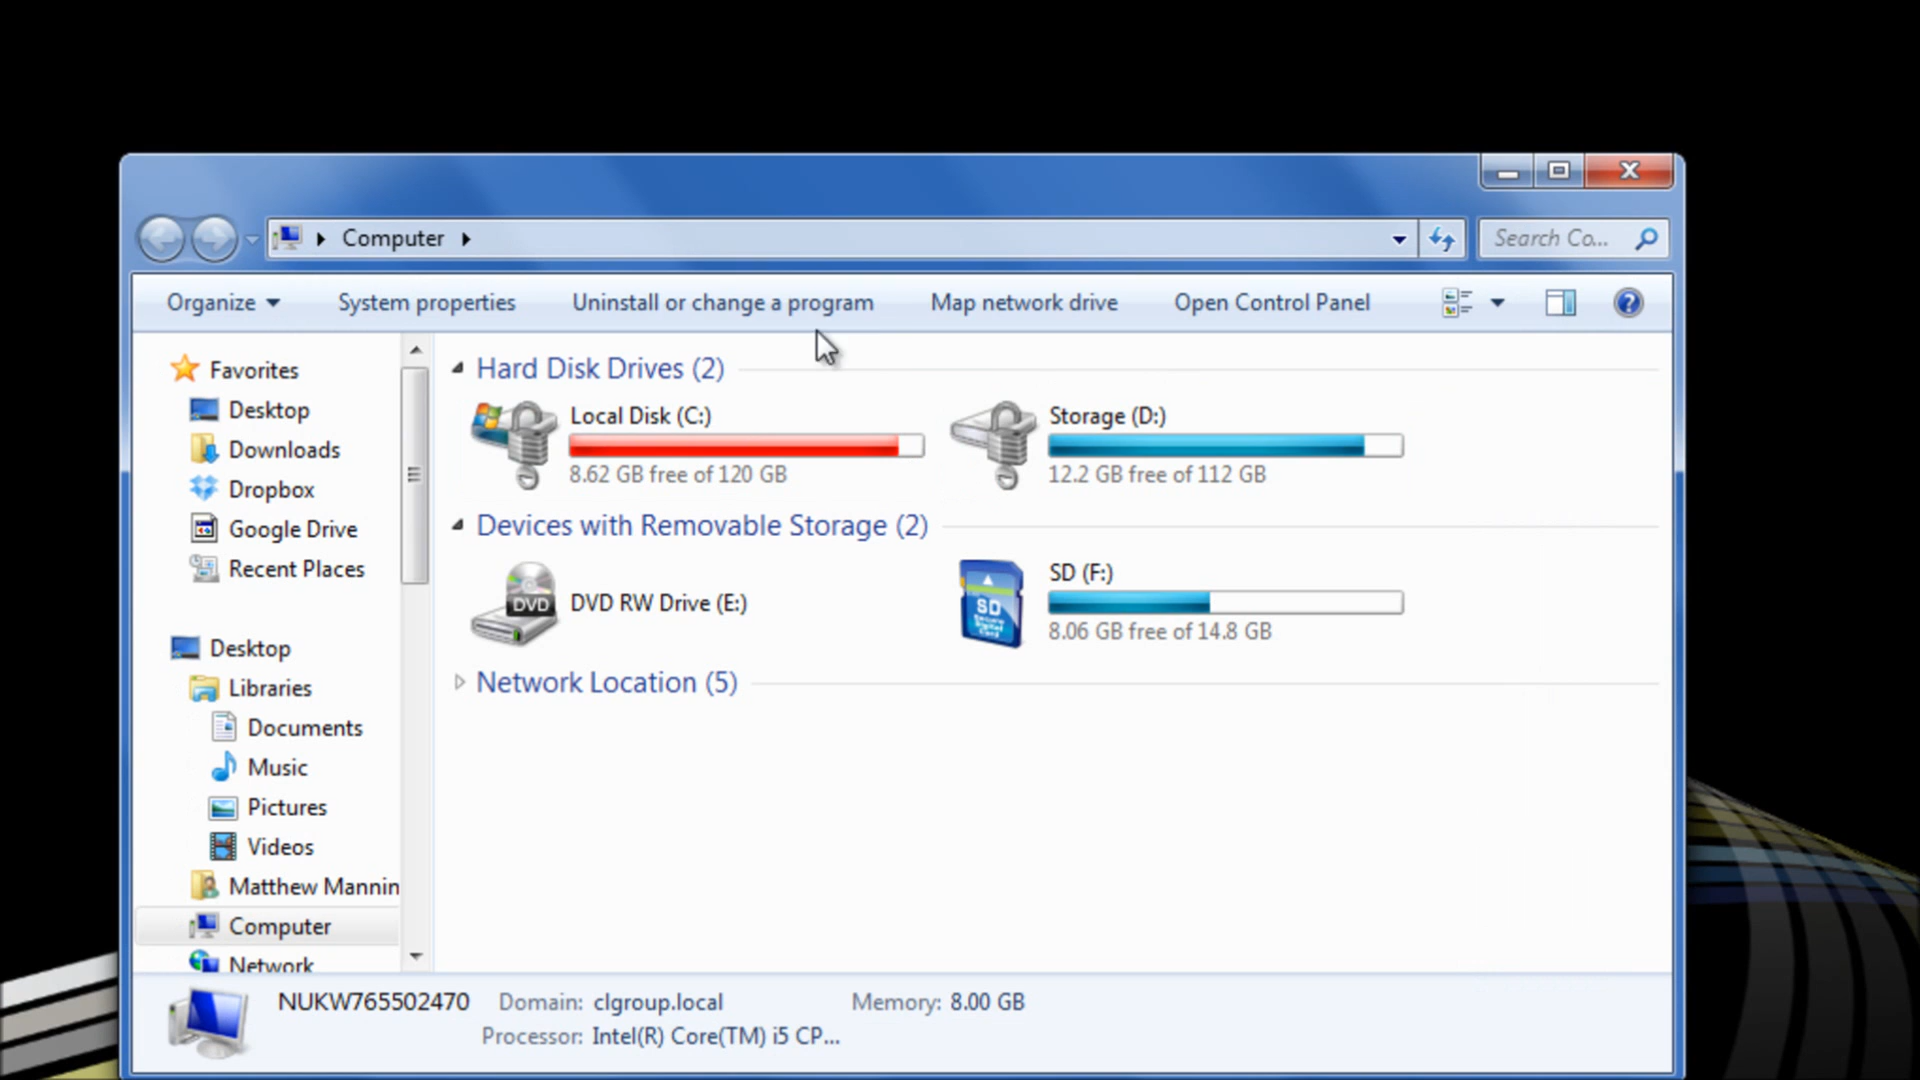 Computer
Search Co...
Organize
System properties
Uninstall or change a program
Map network drive
Open Control Panel
Favorites
Desktop
Downloads
Dropbox
Google Drive
Recent Places
Desktop
Libraries
Documents
Music
Pictures
Videos
Matthew Mannin
Computer
Network
Hard Disk Drives (2)
Local Disk (C:)
8.62 GB free of 120 GB
Storage (D:)
12.2 GB free of 112 GB
Devices with Removable Storage (2)
DVD
DVD RW Drive (E:)
SD
SD (F:)
8.06 GB free of 14.8 GB
Network Location (5)
NUKW765502470
Domain: clgroup.local
Memory: 8.00 GB
Processor: Intel(R) Core(TM) i5 CP...